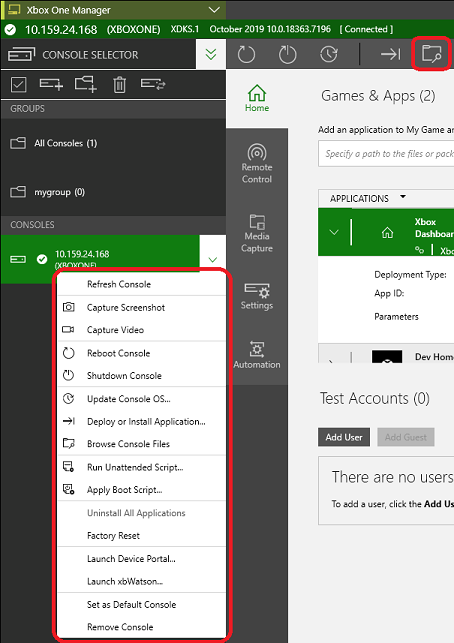 Xbox One Manager
10.159.24.168 (XBOXONE) XDKS.1 October 2019 10.0.18363.7196 [ Connected ]
CONSOLE SELECTOR
GROUPS
All Consoles (1)
mygroup (0)
CONSOLES
10.159.24.168
(XBOXONE)
Refresh Console
Capture Screenshot
Capture Video
Reboot Console
Shutdown Console
Update Console OS...
Deploy or Install Application...
Browse Console Files
Run Unattended Script...
Apply Boot Script...
Uninstall All Applications
Factory Reset
Launch Device Portal...
Launch xbWatson...
Set as Default Console
Remove Console
Home
Remote
Control
Media
Capture
Settings
Automation
Games & Apps (2)
Add an application to My Game an
Specify a path to the files or pack
APPLICATIONS
Xbox
Dashboa
Xbo
Deployment Type:
App ID:
Parameters
Dev Home
Test Accounts (0)
Add User
Add Guest
There are no users
To add a user, click the Add Us